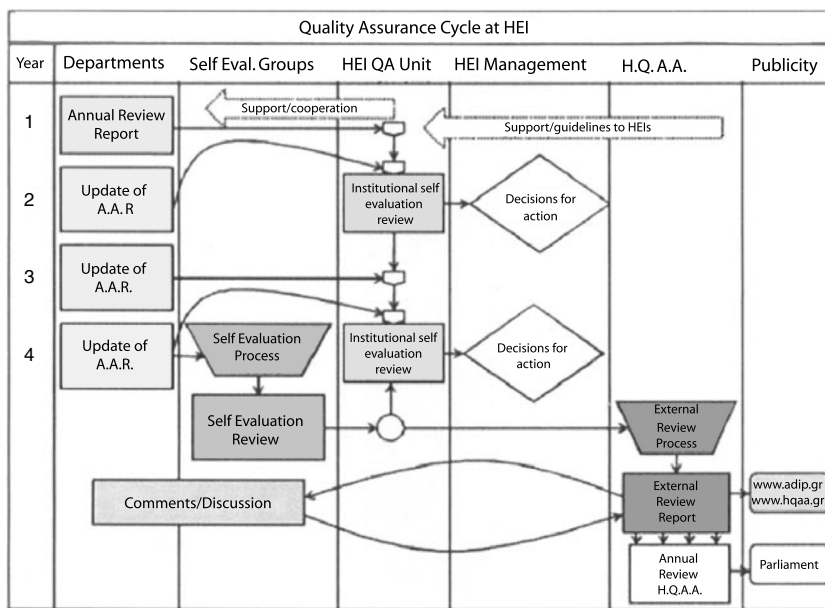 Quality Assurance Cycle at HEI
Year
Departments
Self Eval. Groups
HEI QA Unit
HEI Management
H.Q. A.A.
Publicity
1
Annual Review
Report
Support/cooperation
Support/guidelines to HEIs
2
Update of
A.A. R
Institutional self
evaluation
review
Decisions for
action
3
Update of
A.A.R.
4
Update of
A.A.R.
Self Evaluation
Process
Institutional self
evaluation
review
Decisions for
action
Self Evaluation
Review
External
Review
Process
Comments/Discussion
External
Review
Report
www.adip.gr
www.hqaa.gr
Annual
Review
H.Q.A.A.
Parliament